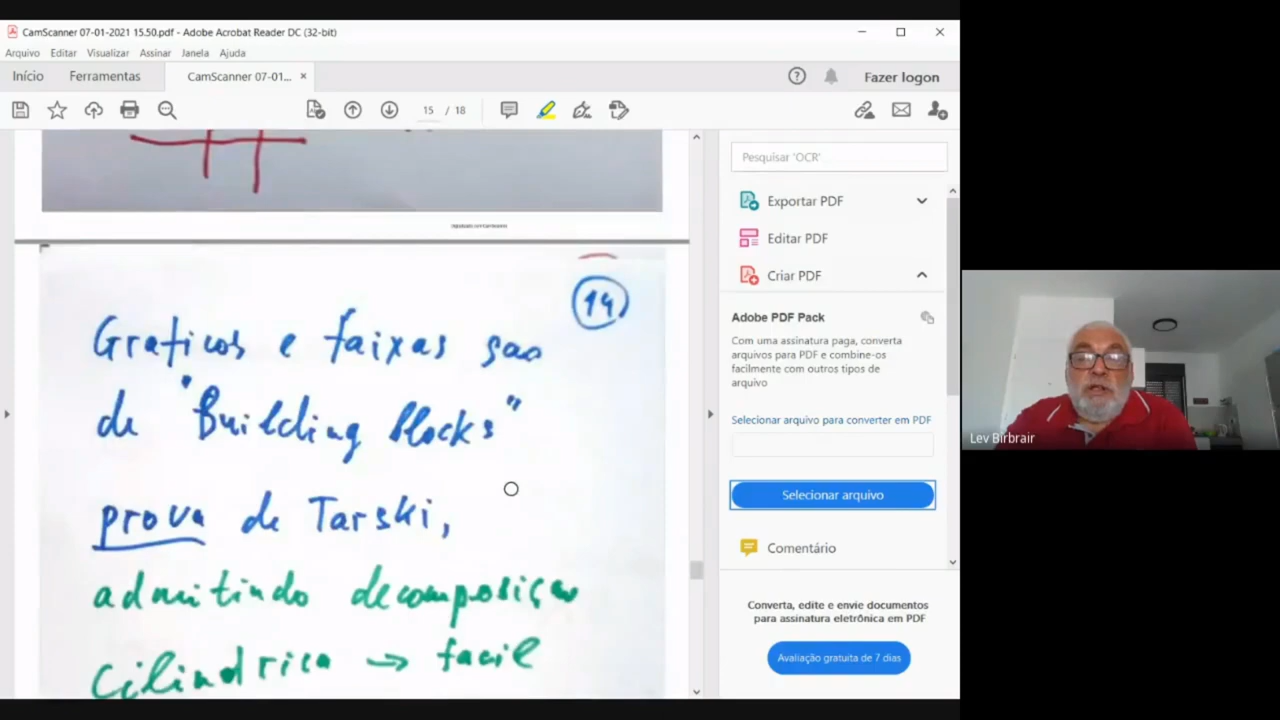 CamScanner 07-01-2021 15.50.pdf - Adobe Acrobat Reader DC (32-bit)
Arquivo Editar Visualizar Assinar Janela Ajuda
Início Ferramentas CamScanner 07-01... × Fazer logon
15 / 18
Digitalizado com CamScanner
14
Graficos e faixas sao
de "Building blocks"
prova de Tarski,
admitindo decomposição
cilindrica → facil
Pesquisar 'OCR'
Exportar PDF
Editar PDF
Criar PDF
Adobe PDF Pack
Com uma assinatura paga, converta
arquivos para PDF e combine-os
facilmente com outros tipos de
arquivo
Selecionar arquivo para converter em PDF
Selecionar arquivo
Comentário
Converta, edite e envie documentos
para assinatura eletrônica em PDF
Avaliação gratuita de 7 dias
Lev Birbrair